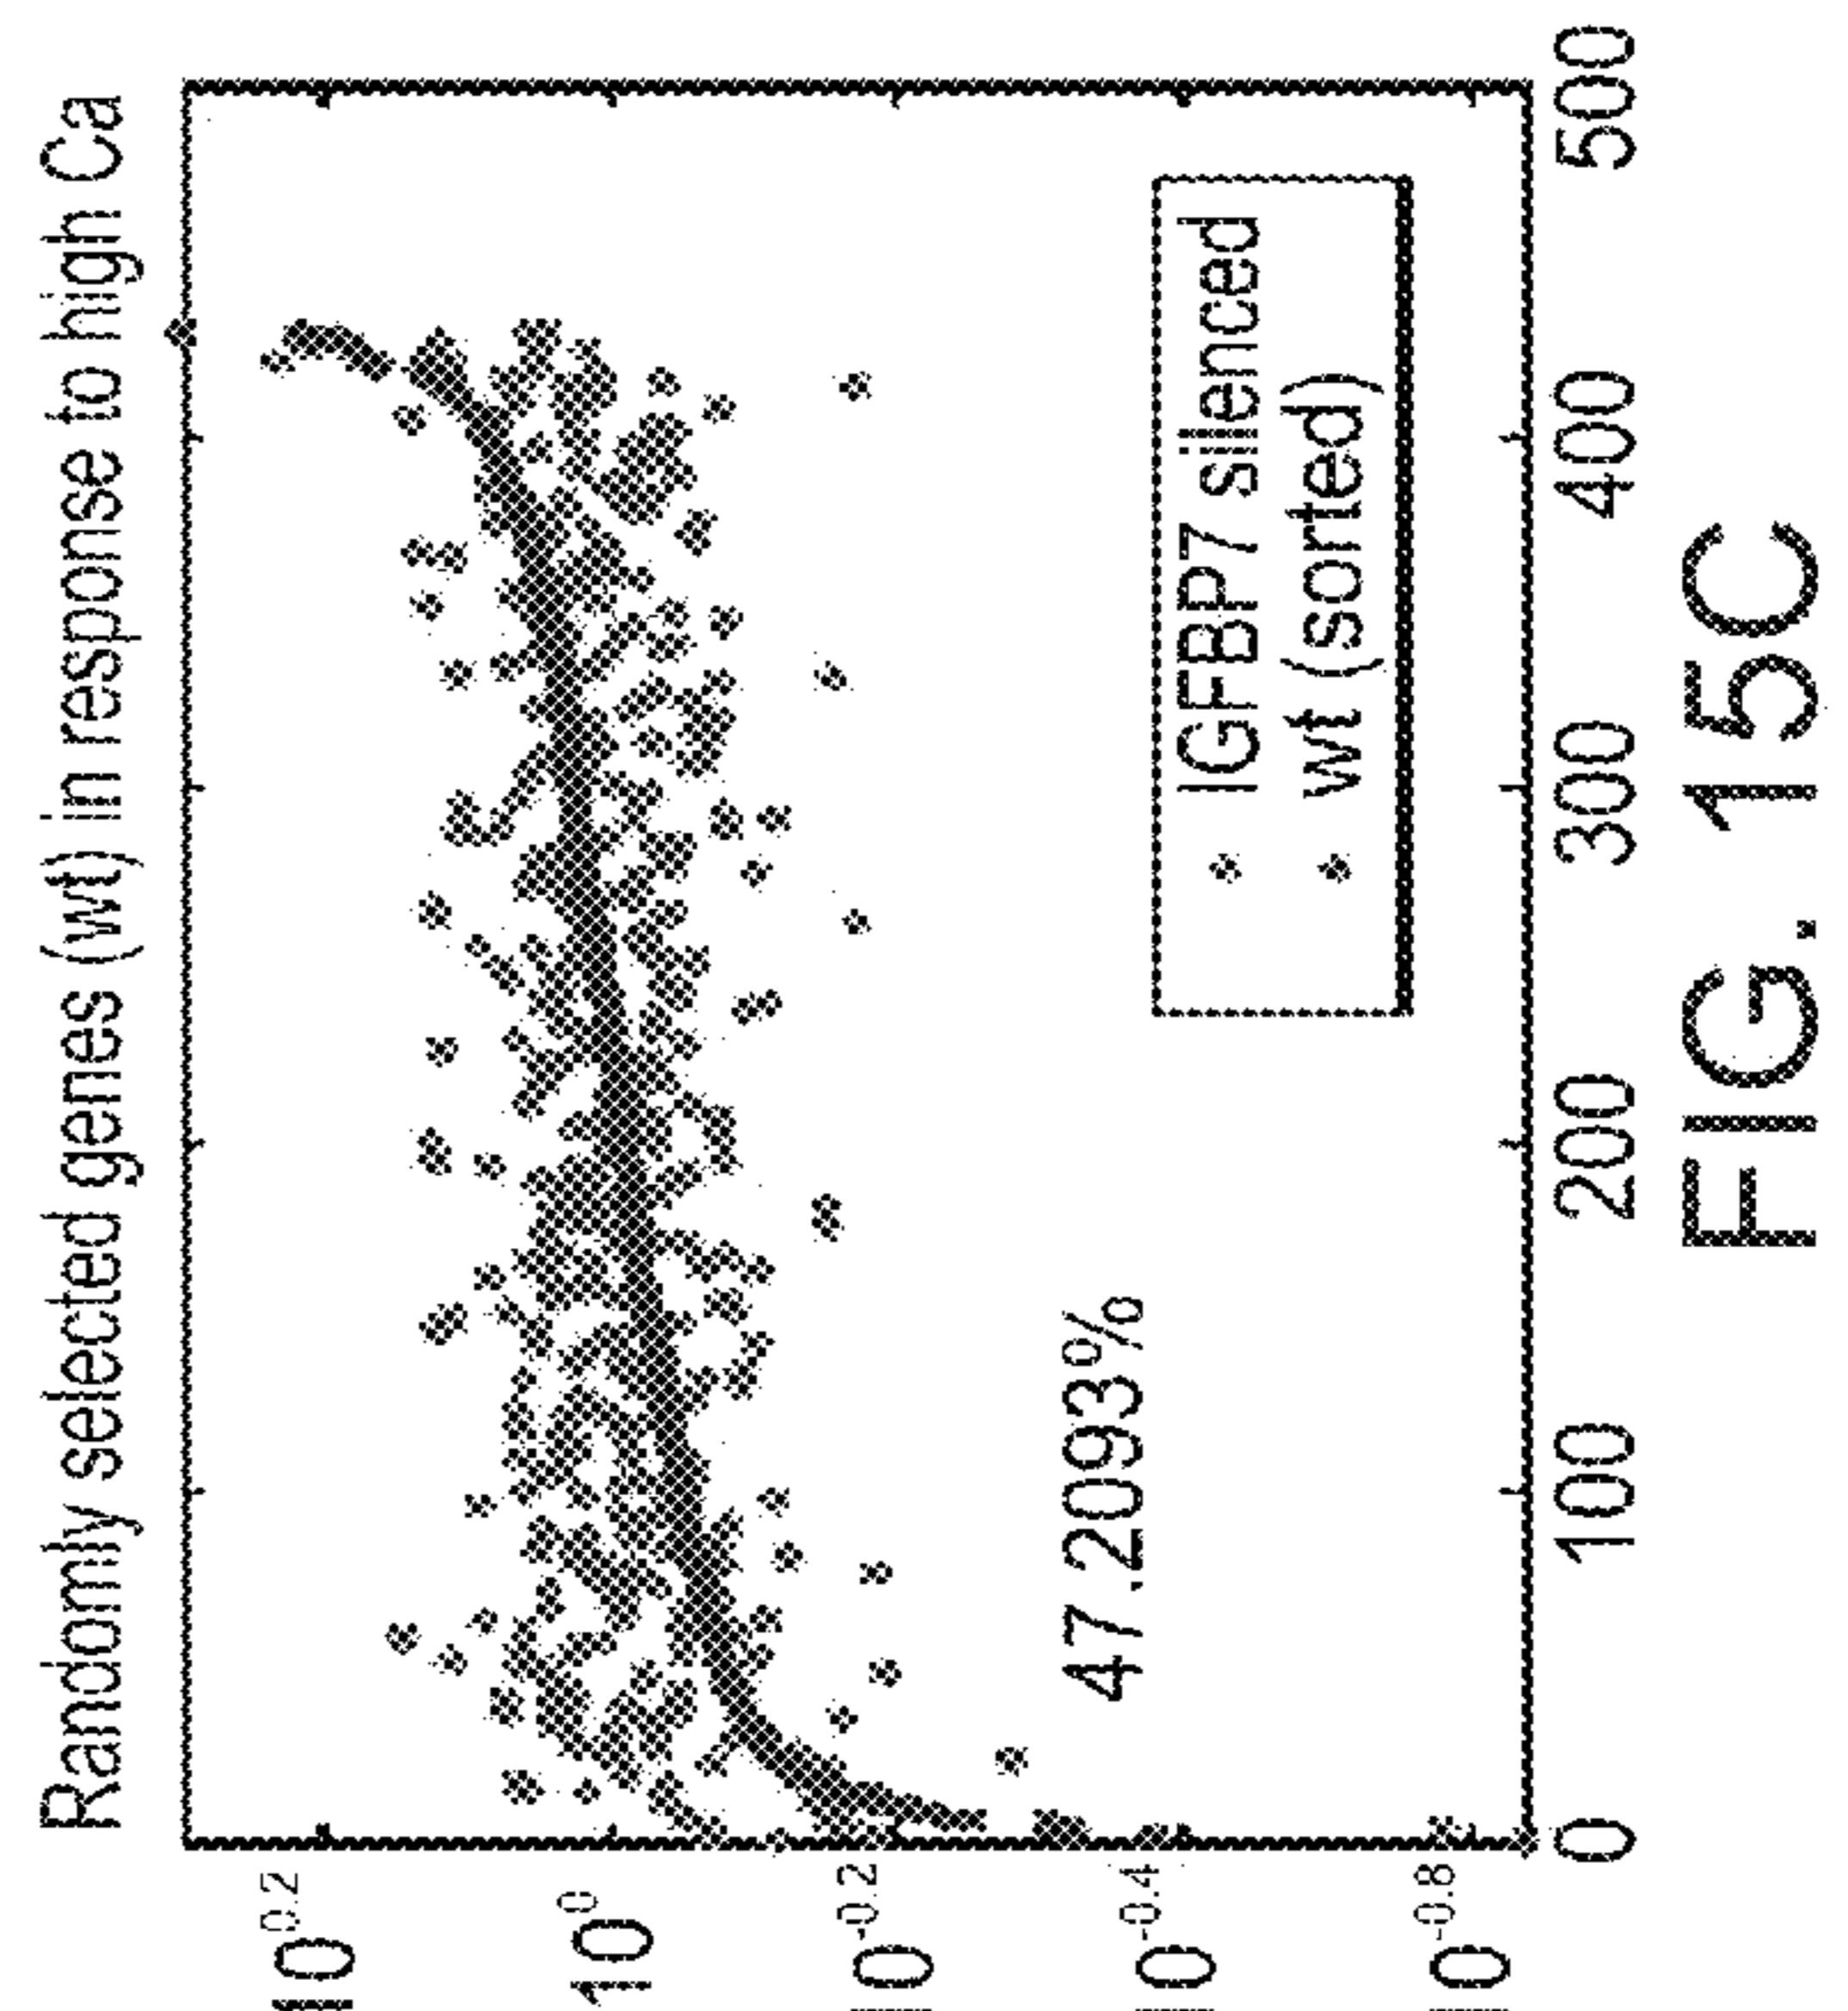 Randomly selected genes (wt) in response to high Ca
10^0.2
10^0
10^-0.2
10^-0.4
10^-0.8
47.2093%
IGFBP7 silenced
wt (sorted)
0 100 200 300 400 500
FIG. 15C